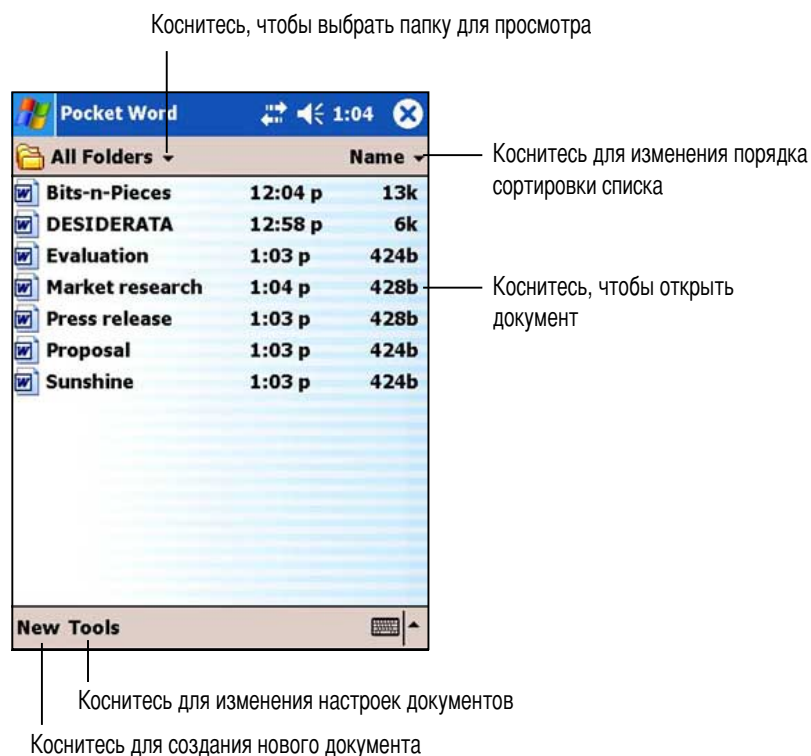 Коснитесь, чтобы выбрать папку для просмотра
Pocket Word 1:04
All Folders Name
Коснитесь для изменения порядка
сортировки списка
Bits-n-Pieces 12:04 p 13k
DESIDERATA 12:58 p 6k
Evaluation 1:03 p 424b
Market research 1:04 p 428b
Коснитесь, чтобы открыть
документ
Press release 1:03 p 428b
Proposal 1:03 p 424b
Sunshine 1:03 p 424b
New Tools
Коснитесь для изменения настроек документов
Коснитесь для создания нового документа